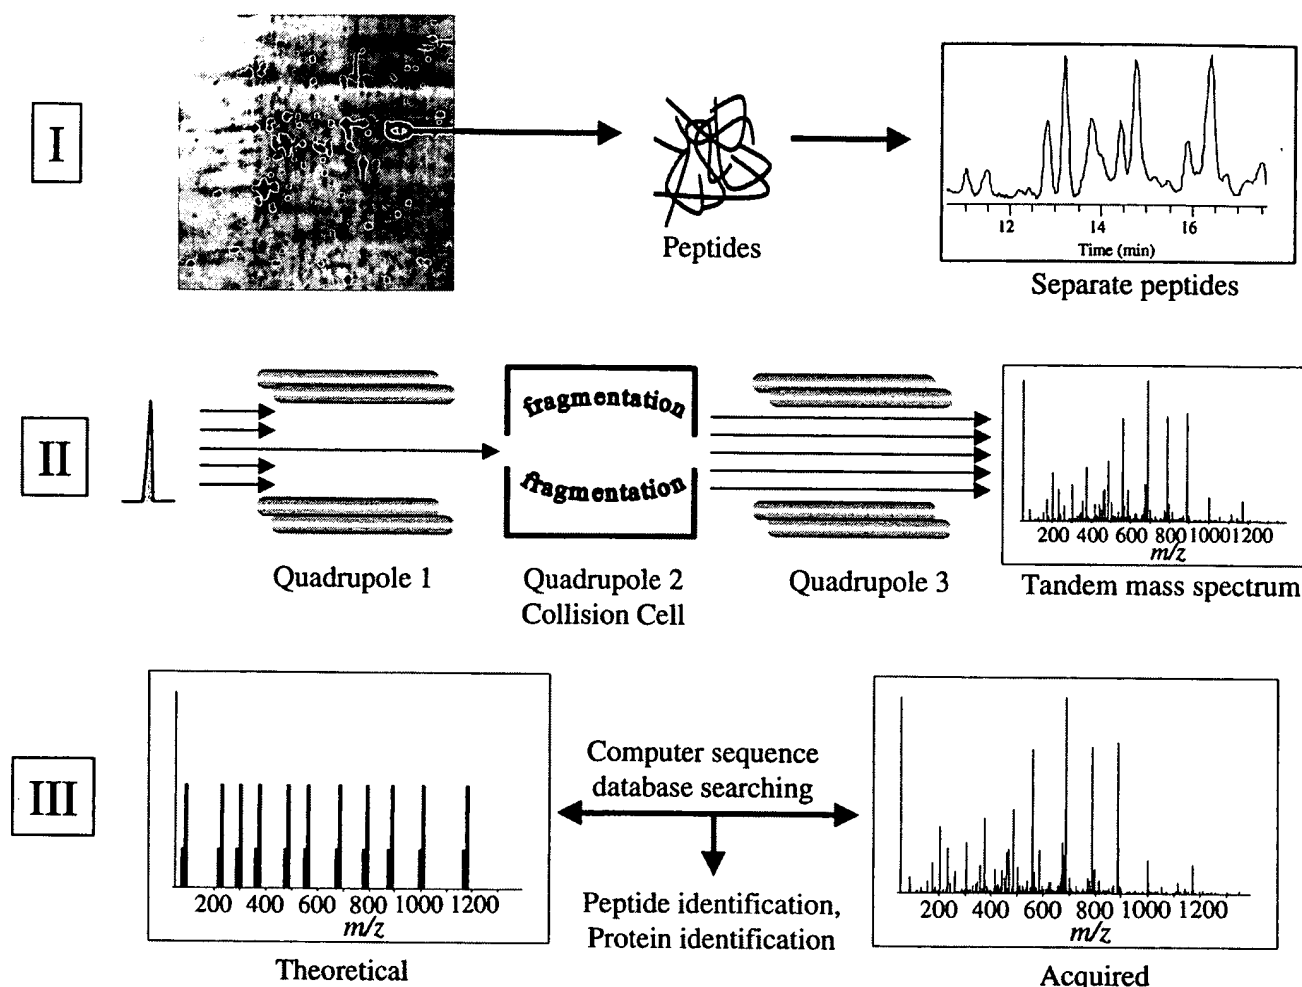 I
Peptides
12 14 16
Time (min)
Separate peptides
II
fragmentation
fragmentation
Quadrupole 1
Quadrupole 2
Collision Cell
Quadrupole 3
200 400 600 800 1000 1200
m/z
Tandem mass spectrum
III
Computer sequence
database searching
Peptide identification,
Protein identification
200 400 600 800 1000 1200
m/z
Theoretical
200 400 600 800 1000 1200
m/z
Acquired